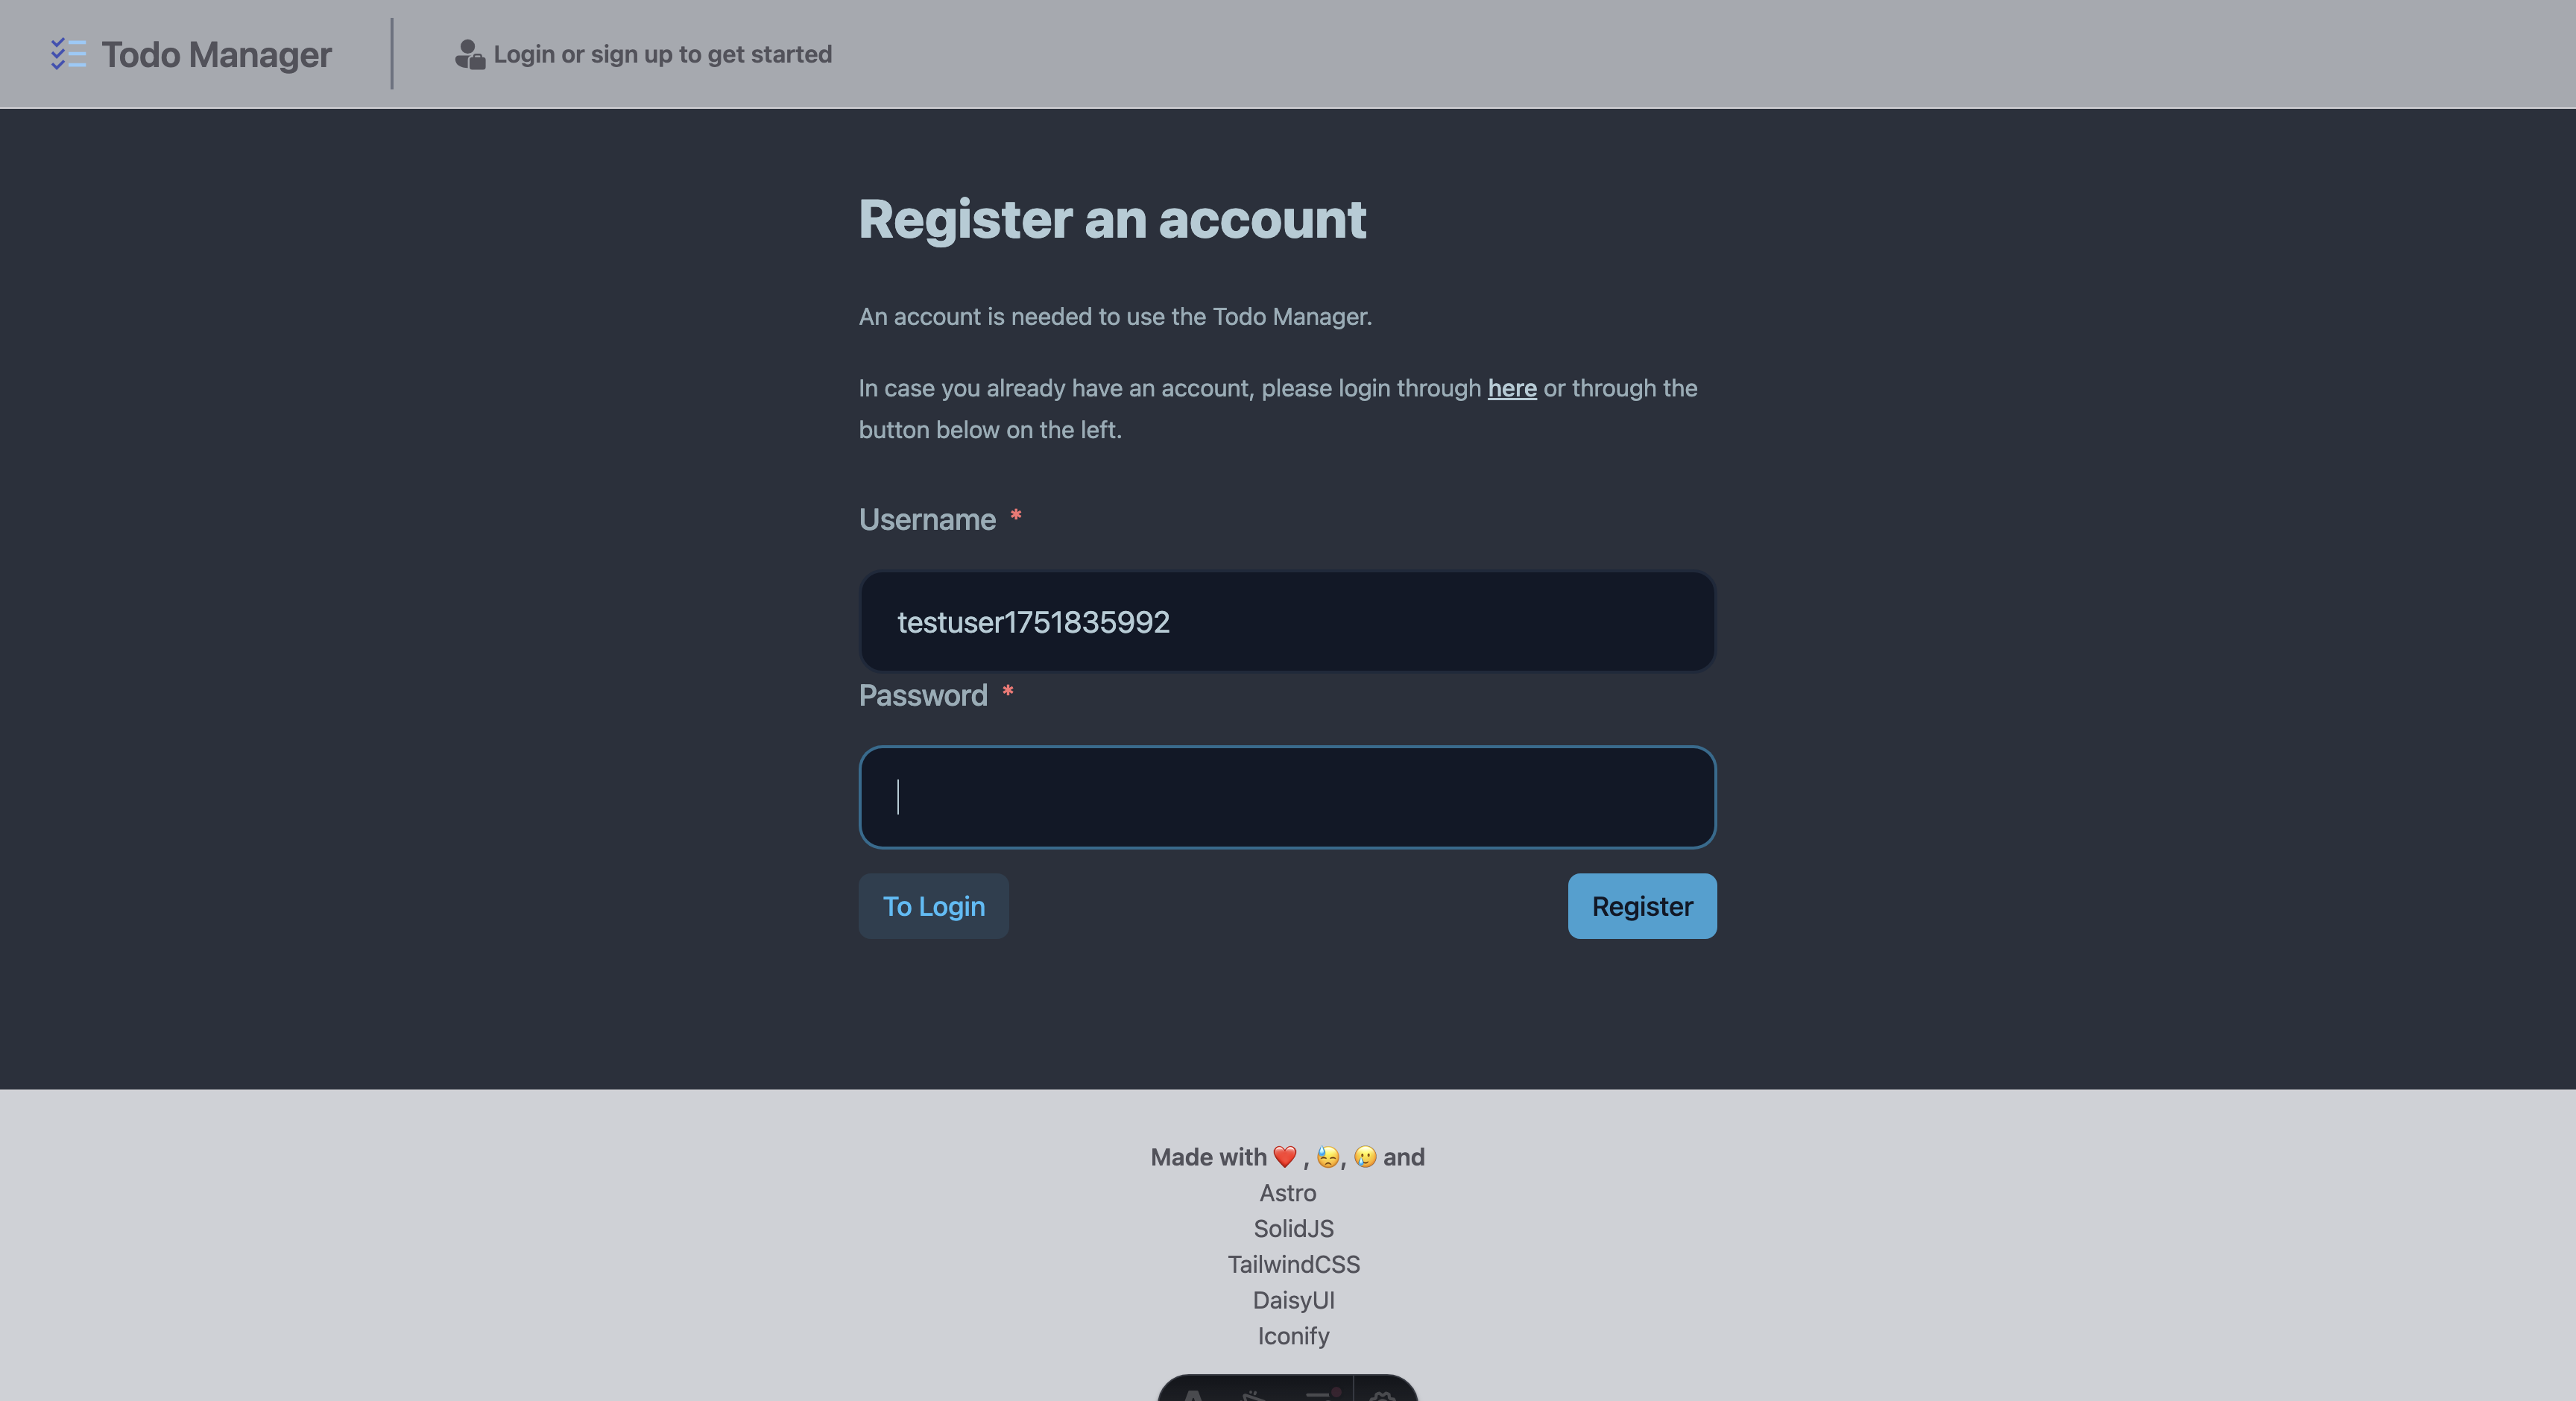 Todo Manager
Login or sign up to get started
Register an account
An account is needed to use the Todo Manager.
In case you already have an account, please login through here or through the
button below on the left.
Username *
testuser1751835992
Password *
To Login
Register
Made with ❤️ , 😓, 🥲 and
Astro
SolidJS
TailwindCSS
DaisyUI
Iconify